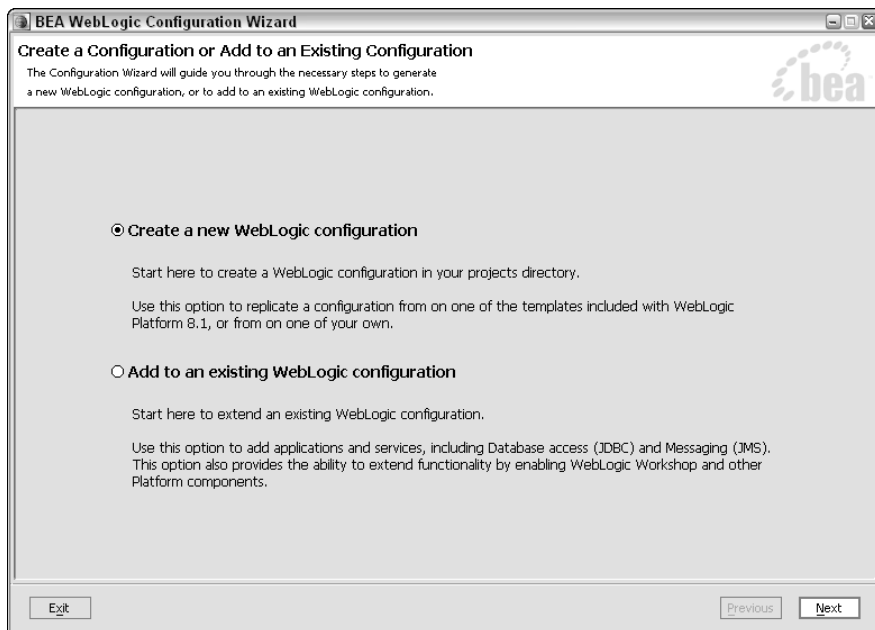 BEA WebLogic Configuration Wizard
Create a Configuration or Add to an Existing Configuration
The Configuration Wizard will guide you through the necessary steps to generate
a new WebLogic configuration, or to add to an existing WebLogic configuration.
bea
Create a new WebLogic configuration
Start here to create a WebLogic configuration in your projects directory.
Use this option to replicate a configuration from on one of the templates included with WebLogic
Platform 8.1, or from on one of your own.
Add to an existing WebLogic configuration
Start here to extend an existing WebLogic configuration.
Use this option to add applications and services, including Database access (JDBC) and Messaging (JMS).
This option also provides the ability to extend functionality by enabling WebLogic Workshop and other
Platform components.
Exit
Previous
Next